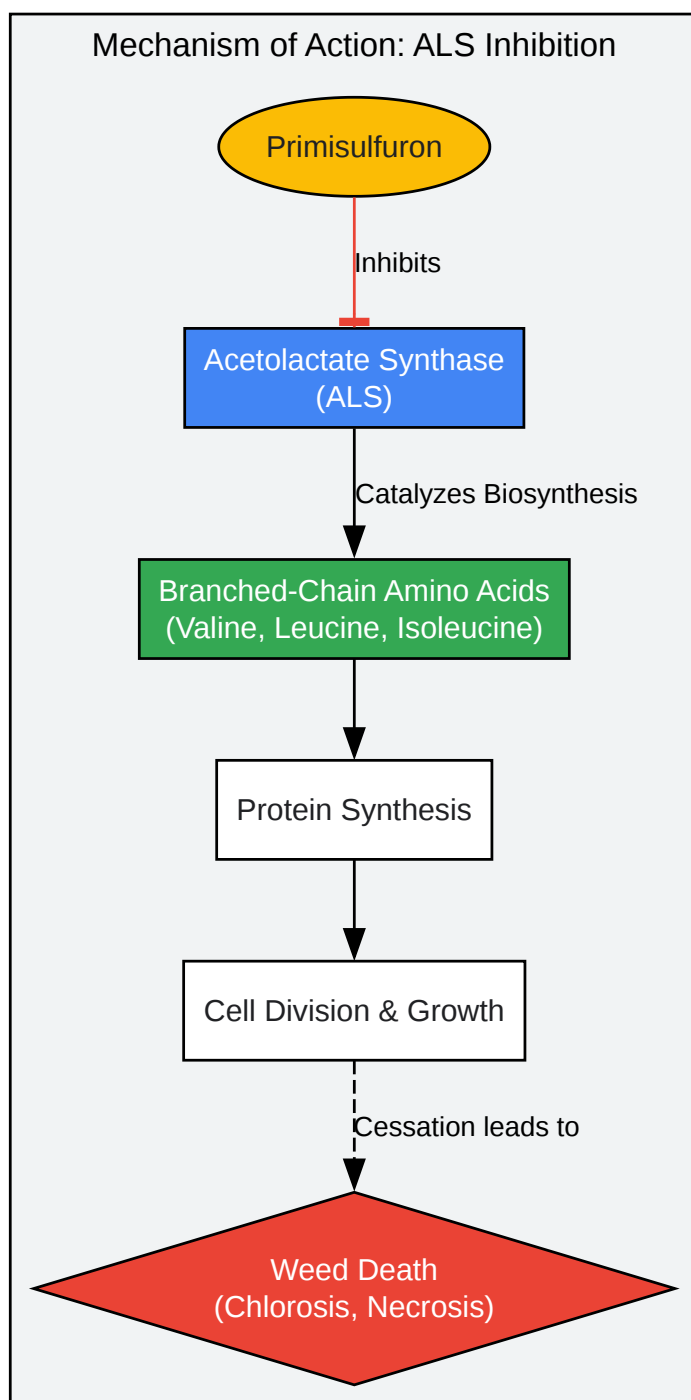 Mechanism of Action: ALS Inhibition
Primisulfuron
Inhibits
Acetolactate Synthase
(ALS)
Catalyzes Biosynthesis
Branched-Chain Amino Acids
(Valine, Leucine, Isoleucine)
Protein Synthesis
Cell Division & Growth
Cessation leads to
Weed Death
(Chlorosis, Necrosis)